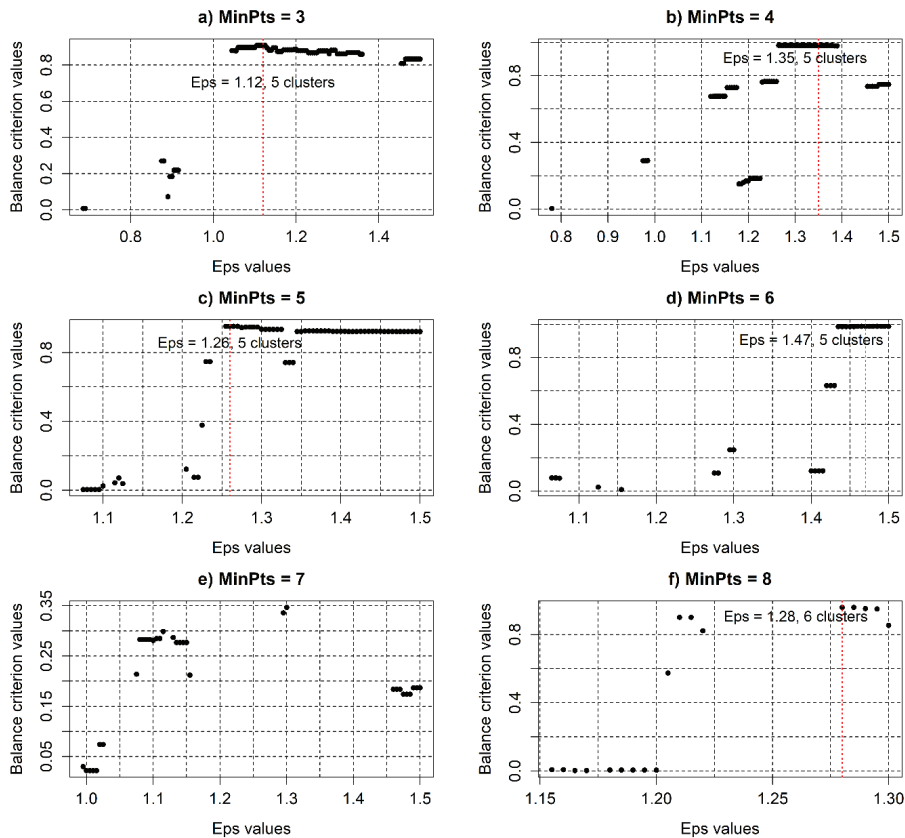 a) MinPts = 3
Balance criterion values
0.0 0.2 0.4 0.6 0.8
Eps = 1.12, 5 clusters
0.8 1.0 1.2 1.4
Eps values
b) MinPts = 4
Balance criterion values
0.0 0.4 0.8
Eps = 1.35, 5 clusters
0.8 0.9 1.0 1.1 1.2 1.3 1.4 1.5
Eps values
c) MinPts = 5
Balance criterion values
0.0 0.4 0.8
Eps = 1.26, 5 clusters
1.1 1.2 1.3 1.4 1.5
Eps values
d) MinPts = 6
Balance criterion values
0.0 0.4 0.8
Eps = 1.47, 5 clusters
1.1 1.2 1.3 1.4 1.5
Eps values
e) MinPts = 7
Balance criterion values
0.05 0.15 0.25 0.35
1.0 1.1 1.2 1.3 1.4 1.5
Eps values
f) MinPts = 8
Balance criterion values
0.0 0.4 0.8
Eps = 1.28, 6 clusters
1.15 1.20 1.25 1.30
Eps values